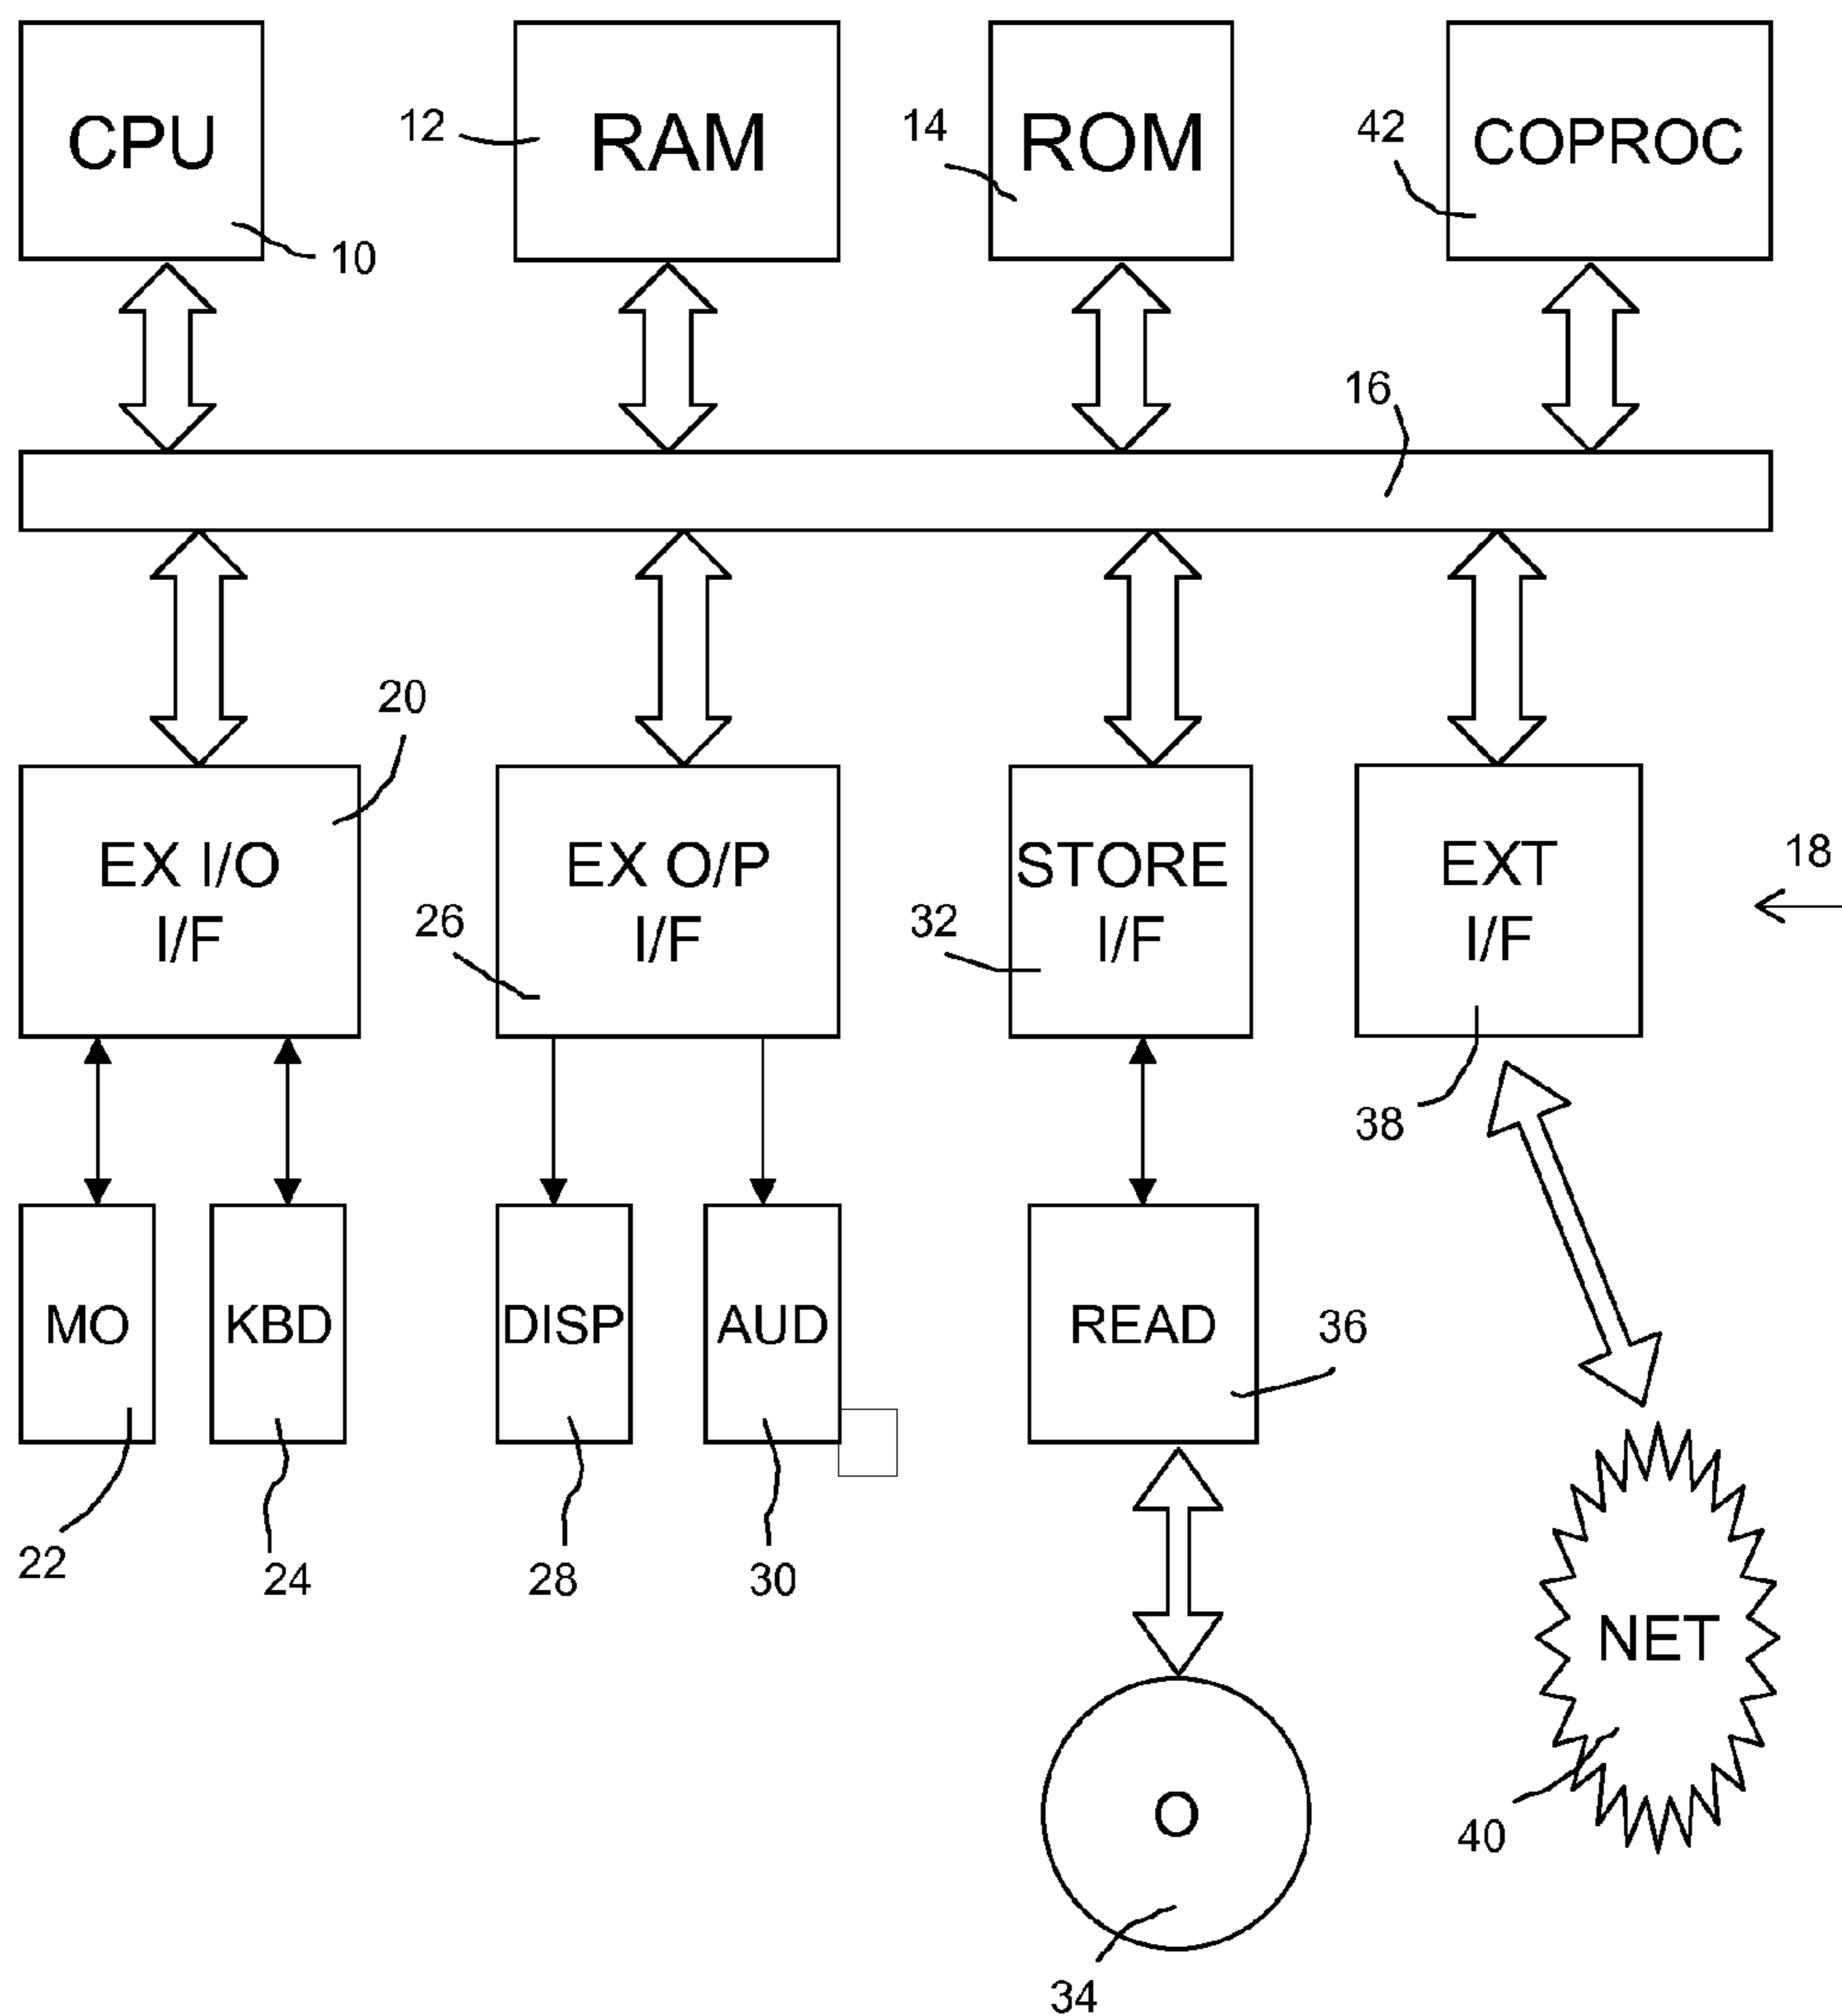 CPU
10
12
RAM
14
ROM
42
COPROC
16
20
EX I/O
I/F
26
EX O/P
I/F
32
STORE
I/F
EXT
I/F
38
18
MO
22
KBD
24
DISP
28
AUD
30
READ
36
O
34
NET
40